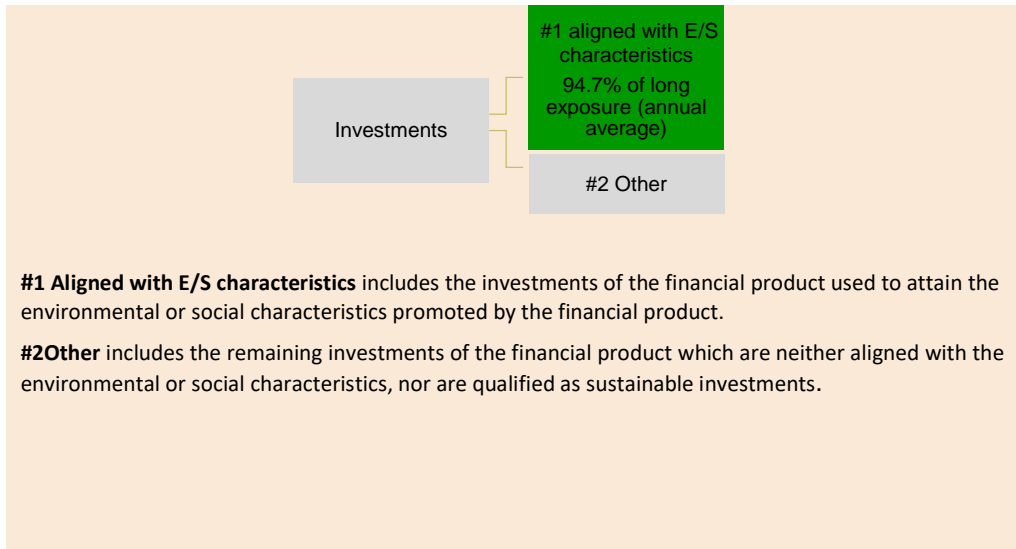 #1 aligned with E/S
characteristics
94.7% of long
exposure (annual
average)
Investments
#2 Other
#1 Aligned with E/S characteristics includes the investments of the financial product used to attain the
environmental or social characteristics promoted by the financial product.
#2Other includes the remaining investments of the financial product which are neither aligned with the
environmental or social characteristics, nor are qualified as sustainable investments.